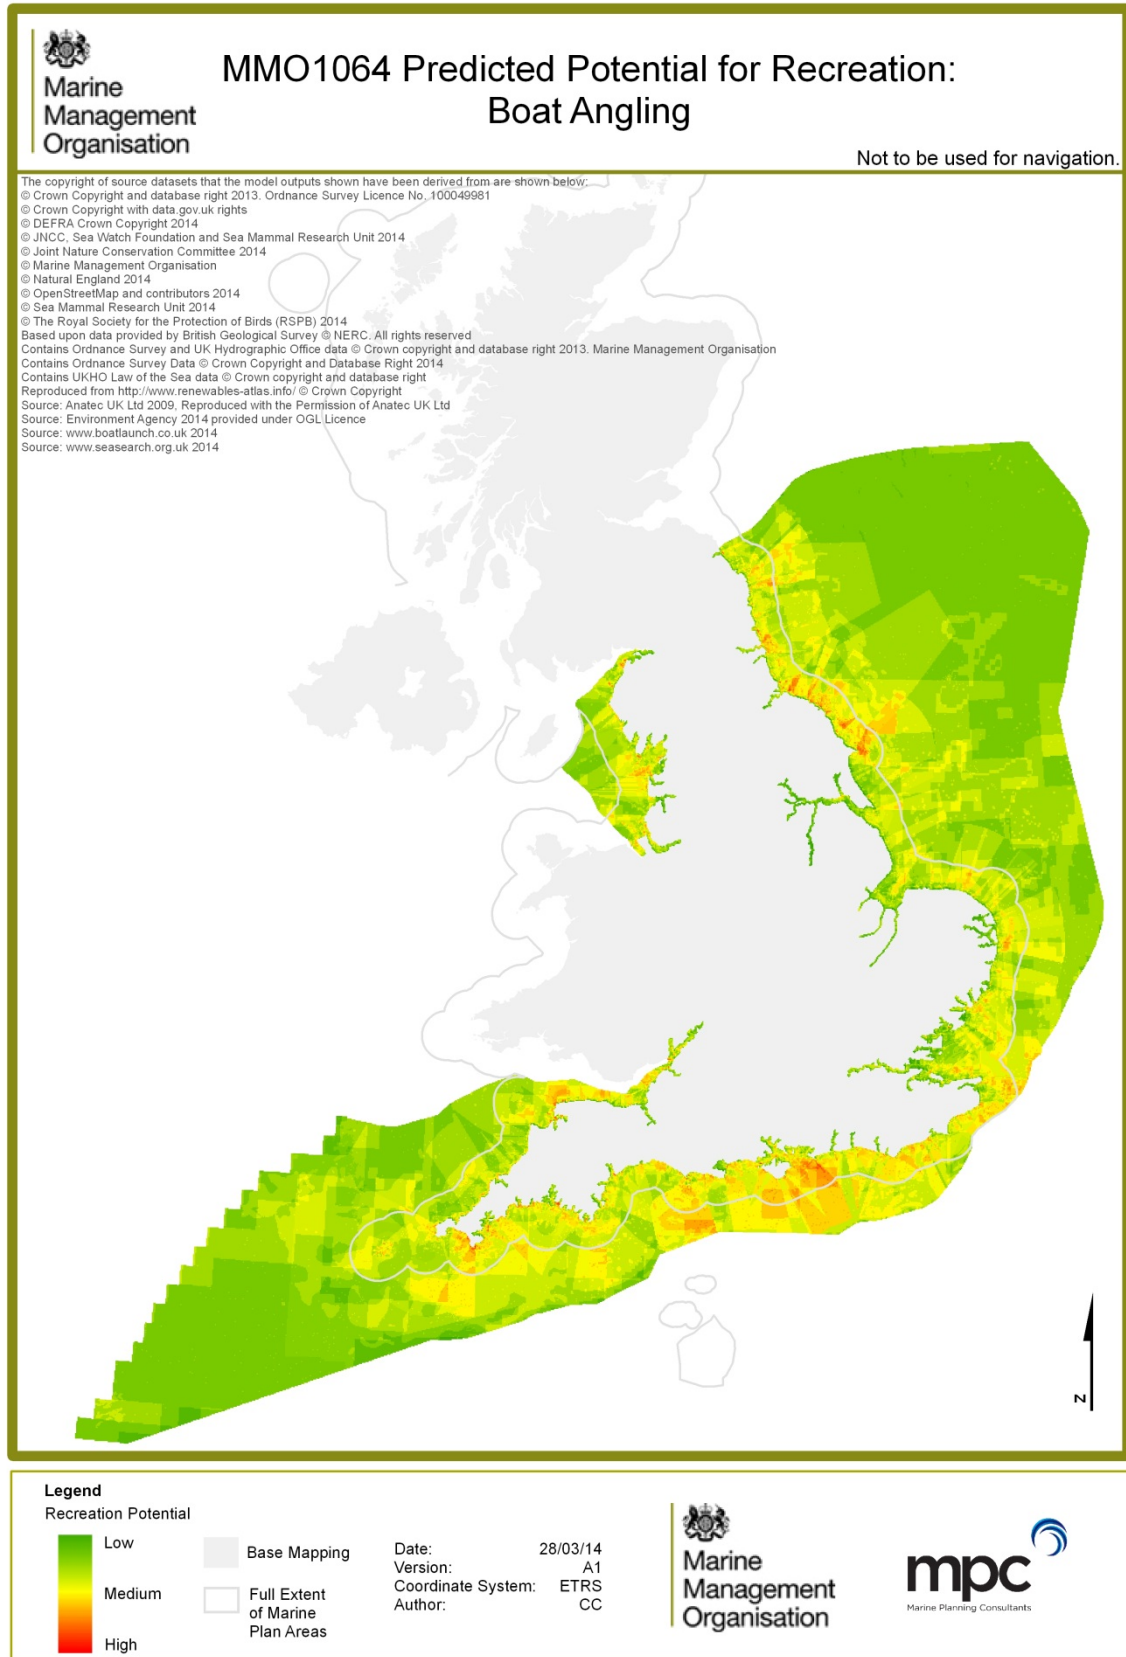 Marine
Management
Organisation
MMO1064 Predicted Potential for Recreation:
Boat Angling
Not to be used for navigation.
The copyright of source datasets that the model outputs shown have been derived from are shown below:
© Crown Copyright and database right 2013. Ordnance Survey Licence No. 100049981
© Crown Copyright with data.gov.uk rights
© DEFRA Crown Copyright 2014
© JNCC, Sea Watch Foundation and Sea Mammal Research Unit 2014
© Joint Nature Conservation Committee 2014
© Marine Management Organisation
© Natural England 2014
© OpenStreetMap and contributors 2014
© Sea Mammal Research Unit 2014
© The Royal Society for the Protection of Birds (RSPB) 2014
Based upon data provided by British Geological Survey © NERC. All rights reserved
Contains Ordnance Survey and UK Hydrographic Office data © Crown copyright and database right 2013. Marine Management Organisation
Contains Ordnance Survey Data © Crown Copyright and Database Right 2014
Contains UKHO Law of the Sea data © Crown copyright and database right
Reproduced from http://www.renewables-atlas.info/ © Crown Copyright
Source: Anatec UK Ltd 2009, Reproduced with the Permission of Anatec UK Ltd
Source: Environment Agency 2014 provided under OGL Licence
Source: www.boatlaunch.co.uk 2014
Source: www.seasearch.org.uk 2014
N
Legend
Recreation Potential
Low
Medium
High
Base Mapping
Full Extent
of Marine
Plan Areas
Date: 28/03/14
Version: A1
Coordinate System: ETRS
Author: CC
Marine
Management
Organisation
mpc
Marine Planning Consultants